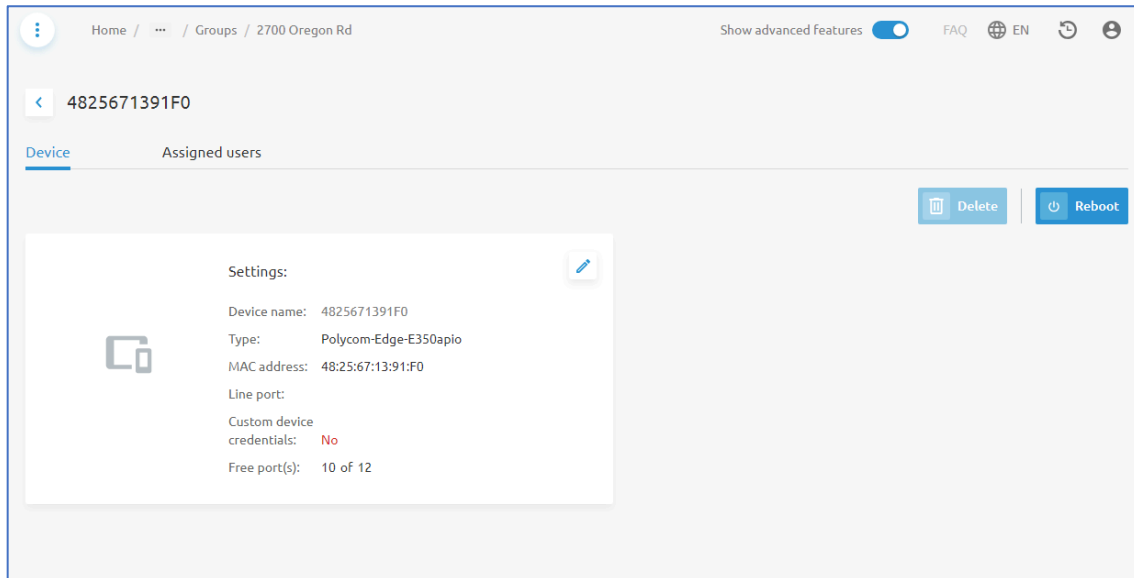 Home / ... / Groups / 2700 Oregon Rd
Show advanced features
FAQ
EN
4825671391F0
Device
Assigned users
Delete
Reboot
Settings:
Device name: 4825671391F0
Type: Polycom-Edge-E350apio
MAC address: 48:25:67:13:91:F0
Line port:
Custom device
credentials: No
Free port(s): 10 of 12